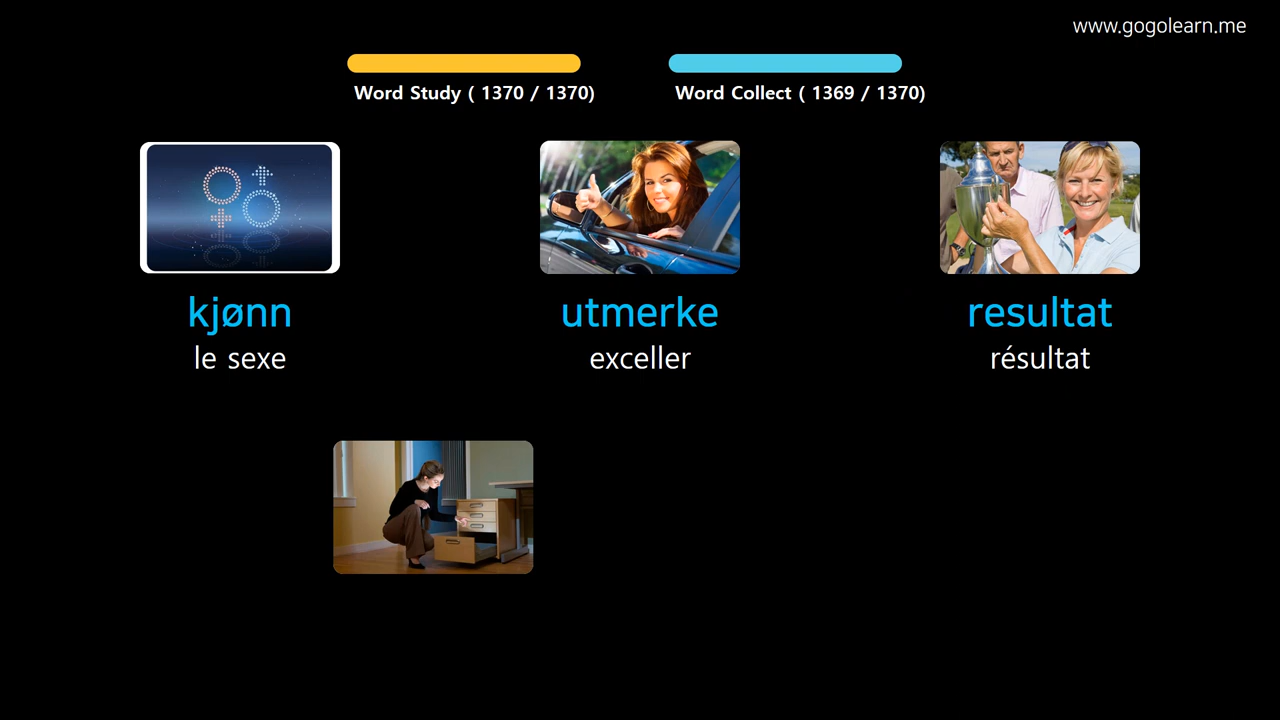 www.gogolearn.me
Word Study ( 1370 / 1370)
Word Collect ( 1369 / 1370)
kjønn
utmerke
resultat
le sexe
exceller
résultat